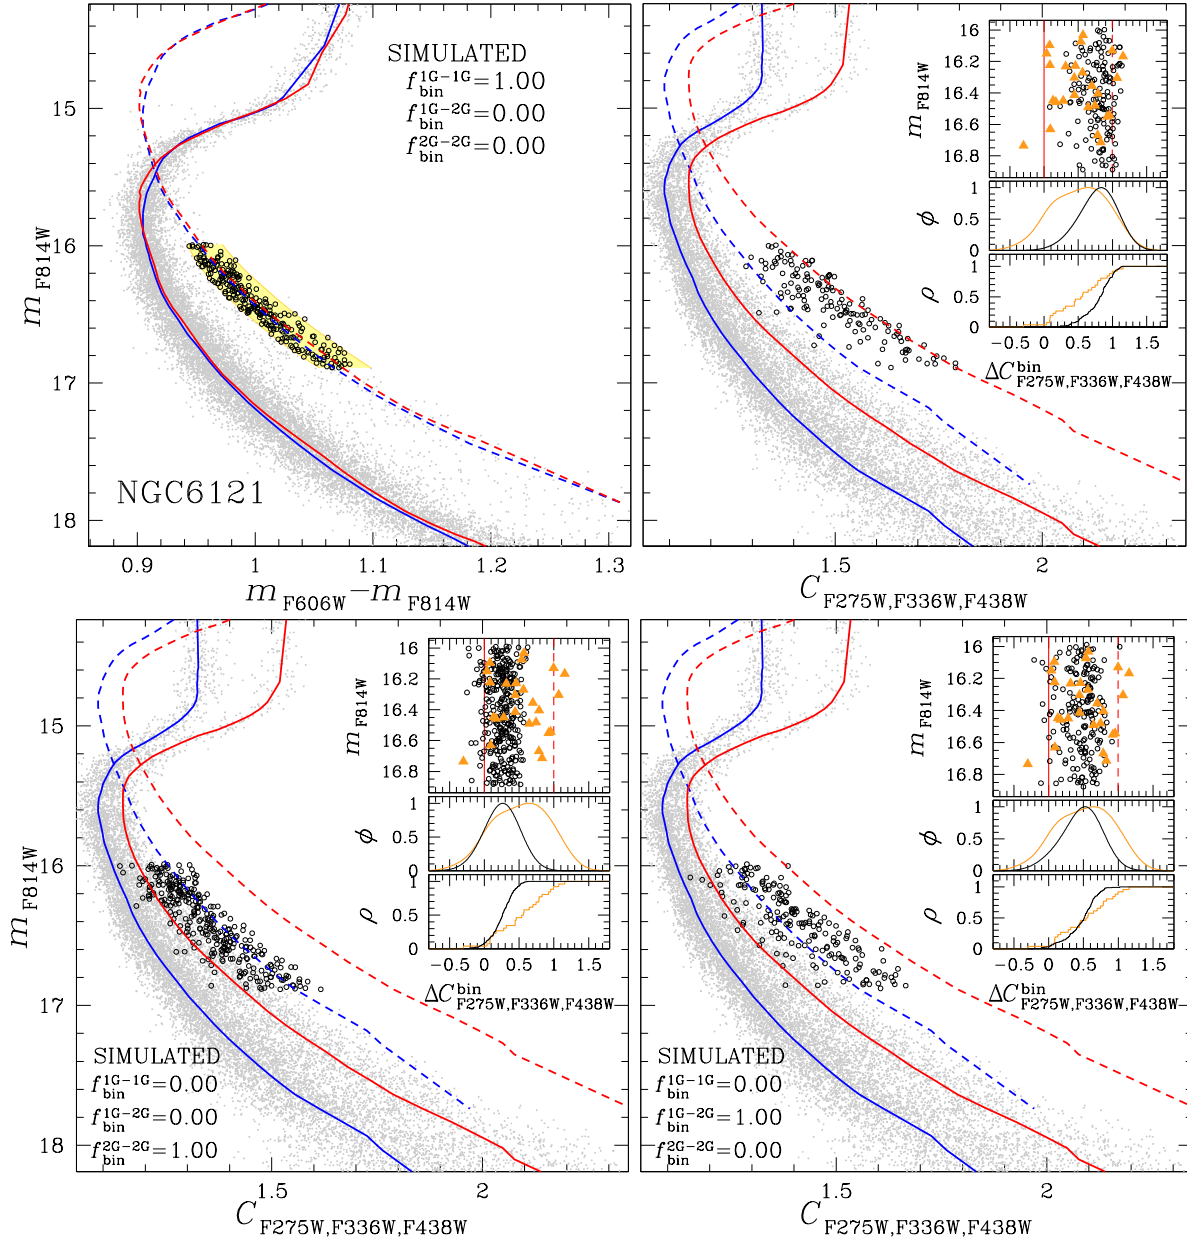 SIMULATED
f_bin^1G−1G=1.00
f_bin^1G−2G=0.00
f_bin^2G−2G=0.00
NGC6121
15
16
17
18
m_F814W
0.9 1 1.1 1.2 1.3
m_F606W−m_F814W
16
16.2
16.4
16.6
16.8
m_F814W
1
0.5
0
ϕ
1
0.5
0
ρ
−0.5 0 0.5 1 1.5
ΔC^bin_F275W,F336W,F438W
1.5 2
C_F275W,F336W,F438W
15
16
17
18
m_F814W
16
16.2
16.4
16.6
16.8
m_F814W
1
0.5
0
ϕ
1
0.5
0
ρ
−0.5 0 0.5 1 1.5
ΔC^bin_F275W,F336W,F438W
SIMULATED
f_bin^1G−1G=0.00
f_bin^1G−2G=0.00
f_bin^2G−2G=1.00
1.5 2
C_F275W,F336W,F438W
16
16.2
16.4
16.6
16.8
m_F814W
1
0.5
0
ϕ
1
0.5
0
ρ
−0.5 0 0.5 1 1.5
ΔC^bin_F275W,F336W,F438W
SIMULATED
f_bin^1G−1G=0.00
f_bin^1G−2G=1.00
f_bin^2G−2G=0.00
1.5 2
C_F275W,F336W,F438W